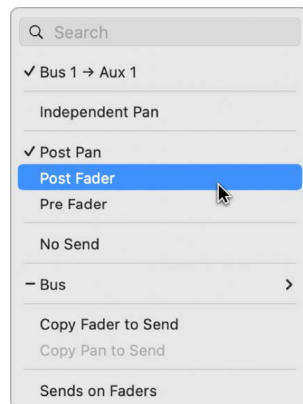 Search
✓ Bus 1 → Aux 1
Independent Pan
✓ Post Pan
Post Fader
Pre Fader
No Send
– Bus >
Copy Fader to Send
Copy Pan to Send
Sends on Faders